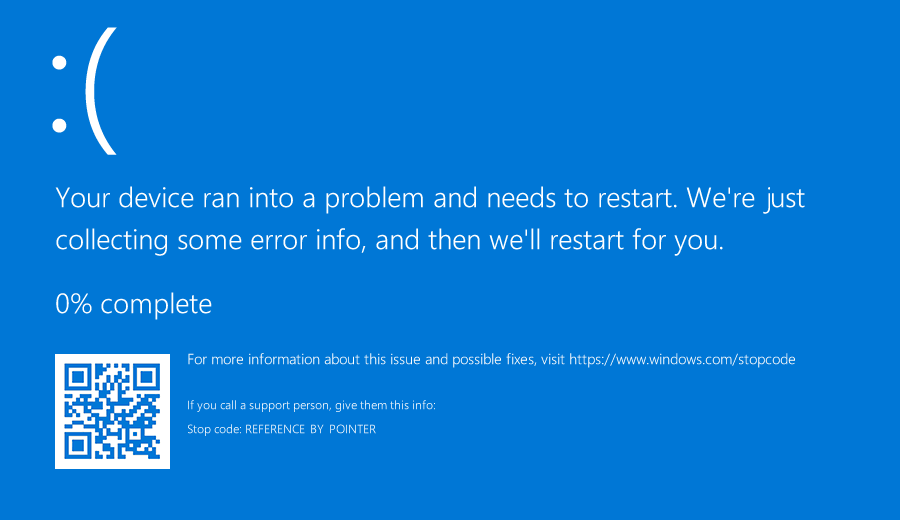 :(
Your device ran into a problem and needs to restart. We're just
collecting some error info, and then we'll restart for you.
0% complete
For more information about this issue and possible fixes, visit https://www.windows.com/stopcode
If you call a support person, give them this info:
Stop code: REFERENCE BY POINTER